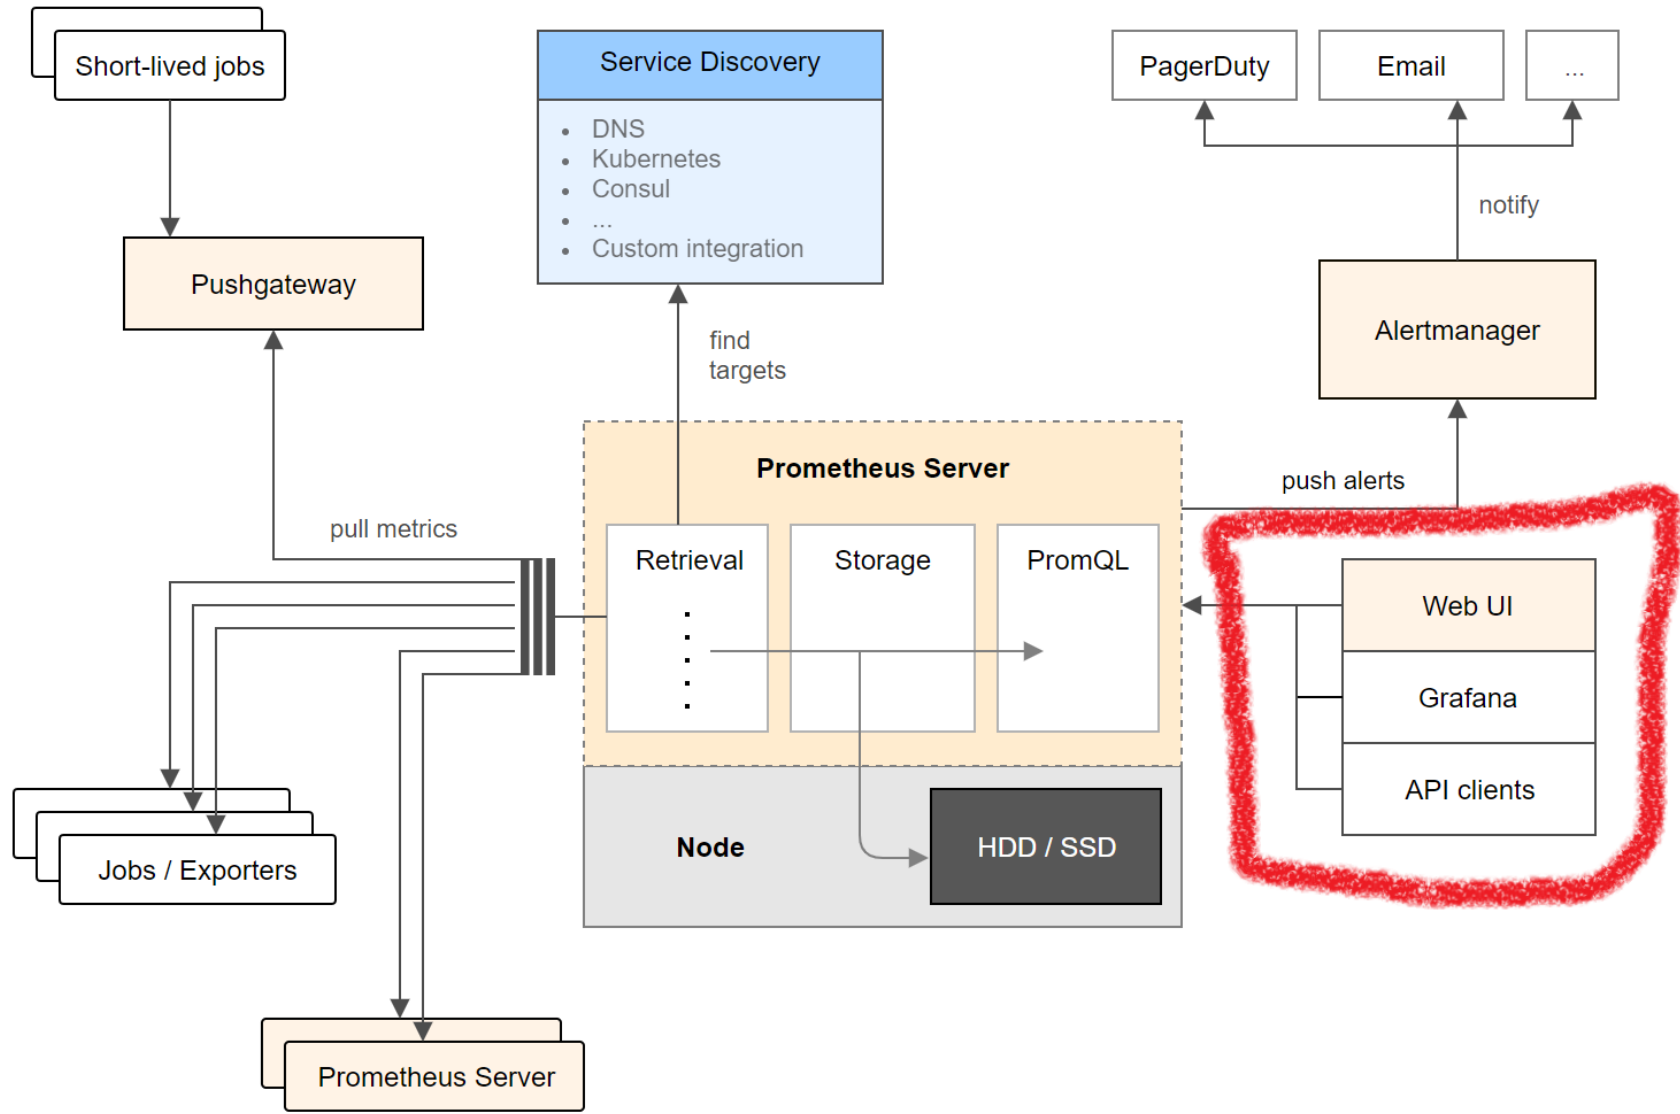 Short-lived jobs
Service Discovery
DNS
Kubernetes
Consul
...
Custom integration
PagerDuty
Email
...
notify
Pushgateway
Alertmanager
find
targets
push alerts
Prometheus Server
pull metrics
Retrieval
Storage
PromQL
Web UI
Grafana
API clients
Node
HDD / SSD
Jobs / Exporters
Prometheus Server